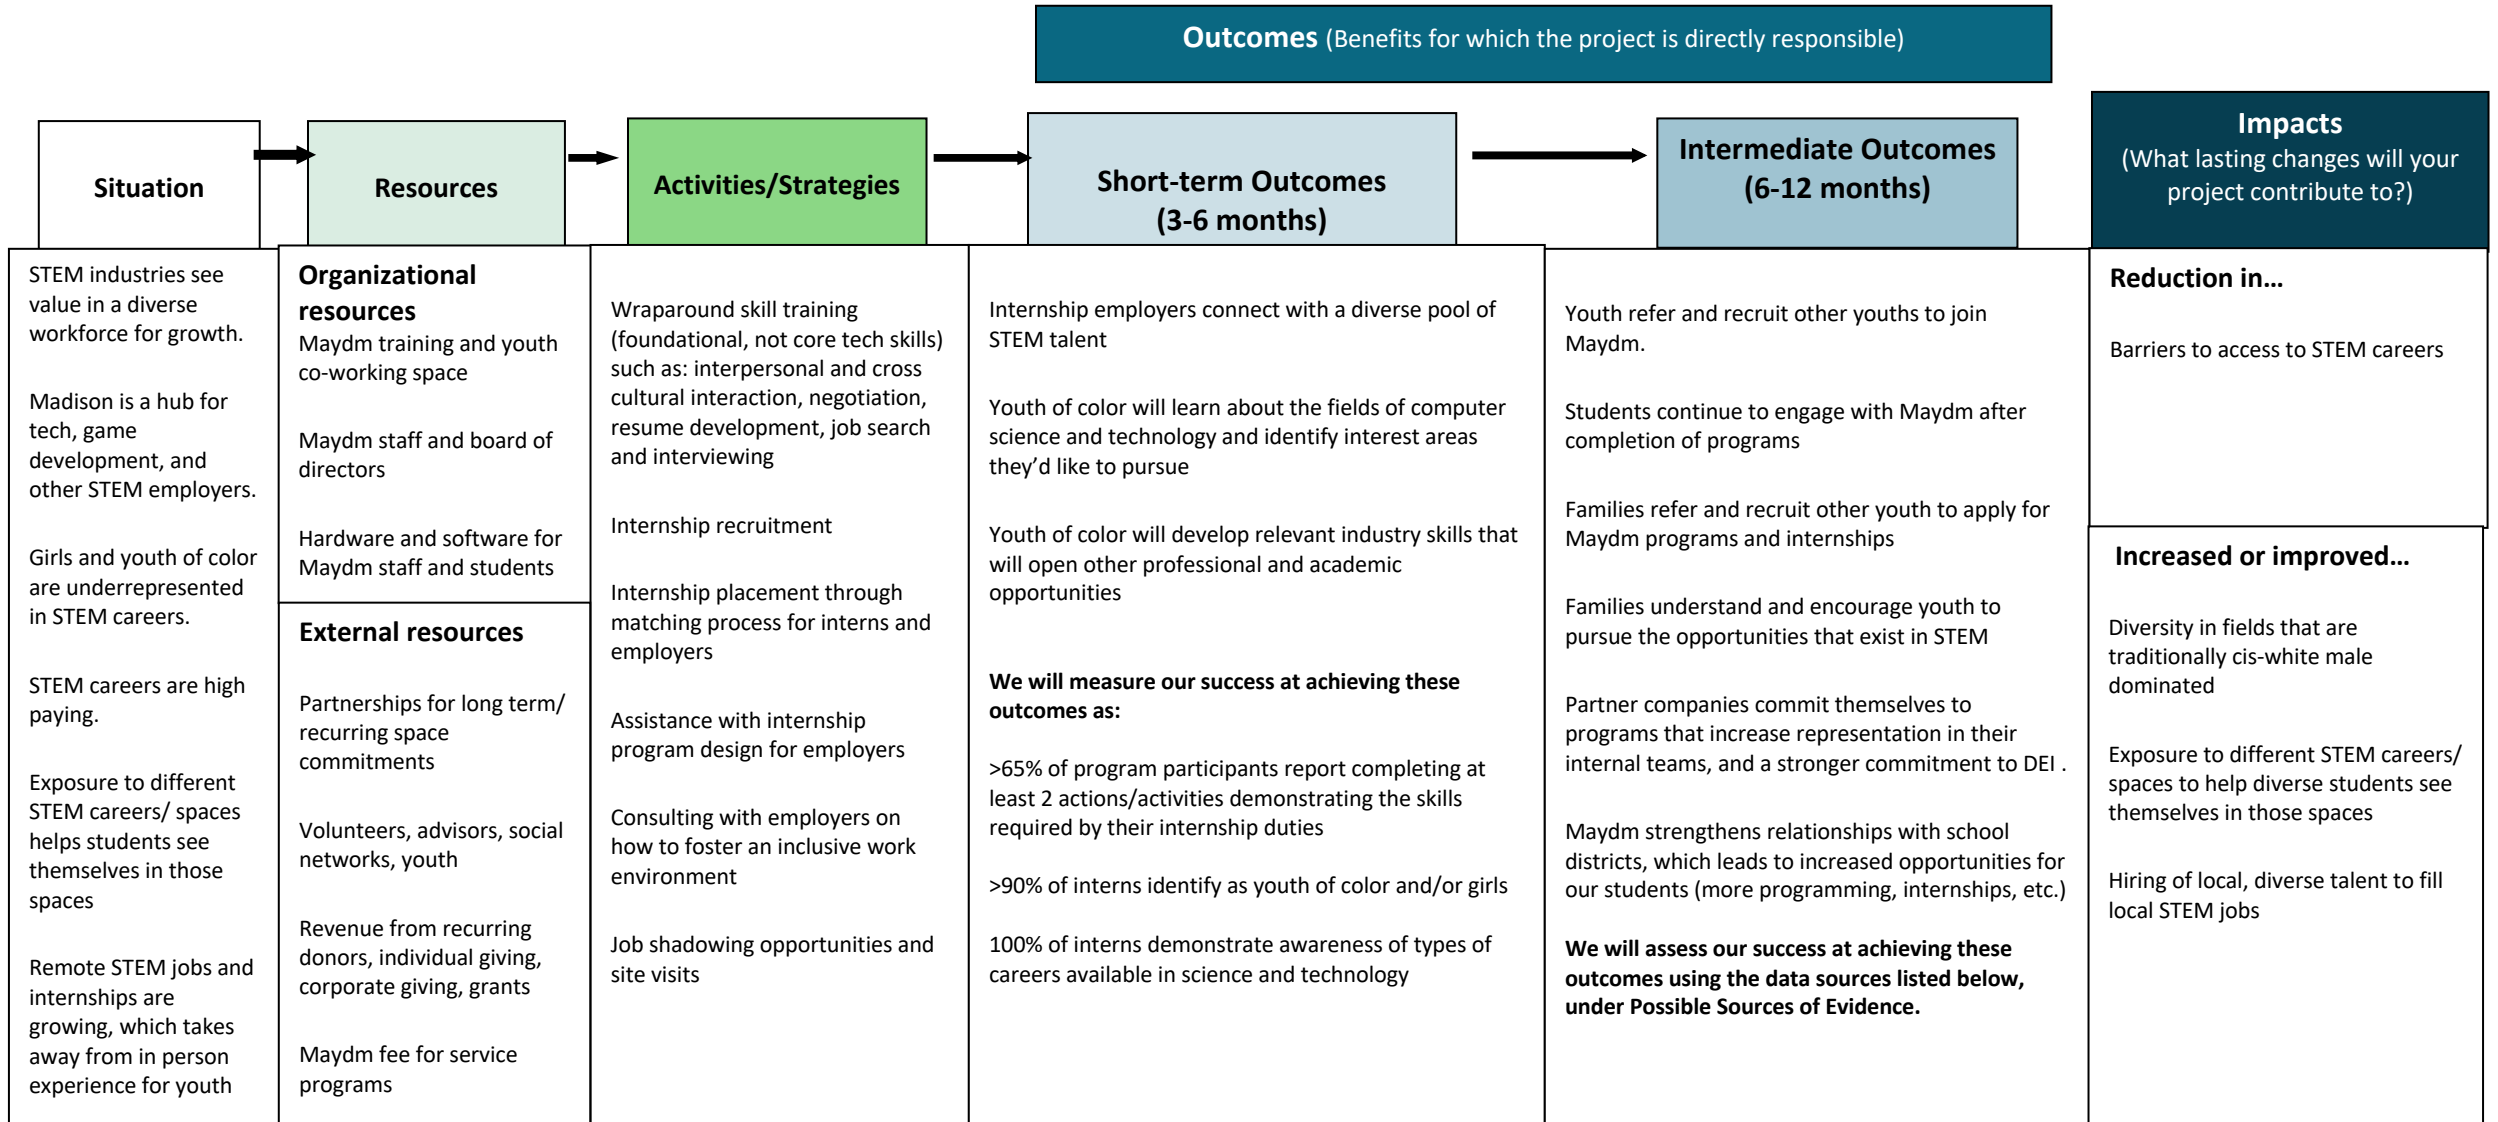 Outcomes (Benefits for which the project is directly responsible)
Situation
Resources
Activities/Strategies
Short-term Outcomes
(3-6 months)
Intermediate Outcomes
(6-12 months)
Impacts
(What lasting changes will your
project contribute to?)
STEM industries see
value in a diverse
workforce for growth.
Madison is a hub for
tech, game
development, and
other STEM employers.
Girls and youth of color
are underrepresented
in STEM careers.
STEM careers are high
paying.
Exposure to different
STEM careers/ spaces
helps students see
themselves in those
spaces
Remote STEM jobs and
internships are
growing, which takes
away from in person
experience for youth
Organizational
resources
Maydm training and youth
co-working space
Maydm staff and board of
directors
Hardware and software for
Maydm staff and students
External resources
Partnerships for long term/
recurring space
commitments
Volunteers, advisors, social
networks, youth
Revenue from recurring
donors, individual giving,
corporate giving, grants
Maydm fee for service
programs
Wraparound skill training
(foundational, not core tech skills)
such as: interpersonal and cross
cultural interaction, negotiation,
resume development, job search
and interviewing
Internship recruitment
Internship placement through
matching process for interns and
employers
Assistance with internship
program design for employers
Consulting with employers on
how to foster an inclusive work
environment
Job shadowing opportunities and
site visits
Internship employers connect with a diverse pool of
STEM talent
Youth of color will learn about the fields of computer
science and technology and identify interest areas
they’d like to pursue
Youth of color will develop relevant industry skills that
will open other professional and academic
opportunities
We will measure our success at achieving these
outcomes as:
>65% of program participants report completing at
least 2 actions/activities demonstrating the skills
required by their internship duties
>90% of interns identify as youth of color and/or girls
100% of interns demonstrate awareness of types of
careers available in science and technology
Youth refer and recruit other youths to join
Maydm.
Students continue to engage with Maydm after
completion of programs
Families refer and recruit other youth to apply for
Maydm programs and internships
Families understand and encourage youth to
pursue the opportunities that exist in STEM
Partner companies commit themselves to
programs that increase representation in their
internal teams, and a stronger commitment to DEI .
Maydm strengthens relationships with school
districts, which leads to increased opportunities for
our students (more programming, internships, etc.)
We will assess our success at achieving these
outcomes using the data sources listed below,
under Possible Sources of Evidence.
Reduction in…
Barriers to access to STEM careers
Increased or improved…
Diversity in fields that are
traditionally cis-white male
dominated
Exposure to different STEM careers/
spaces to help diverse students see
themselves in those spaces
Hiring of local, diverse talent to fill
local STEM jobs